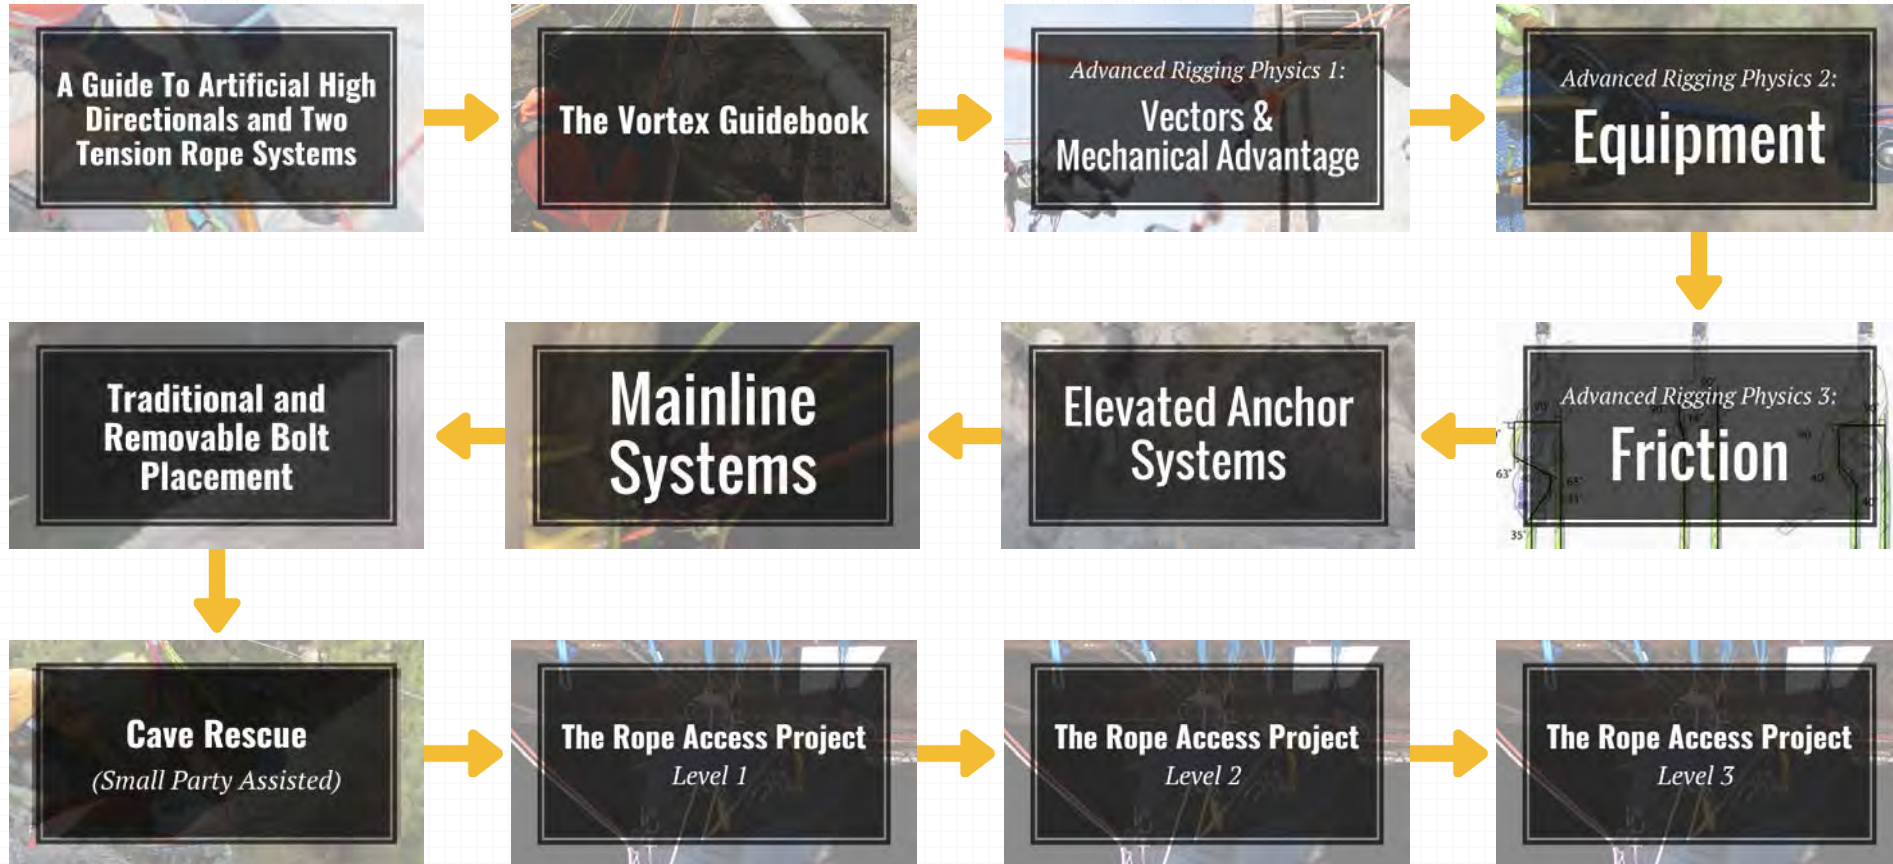 A Guide To Artificial High
Directionals and Two
Tension Rope Systems
The Vortex Guidebook
Advanced Rigging Physics 1:
Vectors &
Mechanical Advantage
Advanced Rigging Physics 2:
Equipment
Advanced Rigging Physics 3:
Friction
63°
35°
Elevated Anchor
Systems
Mainline
Systems
Traditional and
Removable Bolt
Placement
Cave Rescue
(Small Party Assisted)
The Rope Access Project
Level 1
The Rope Access Project
Level 2
The Rope Access Project
Level 3